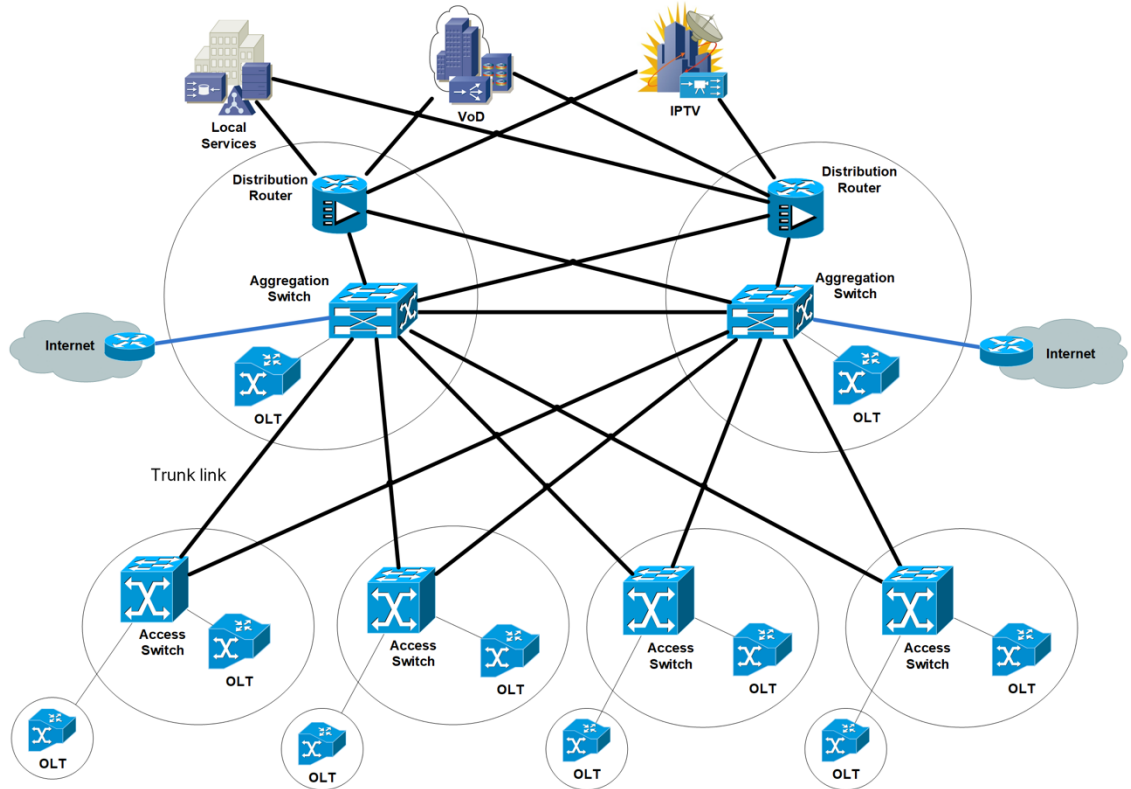 Local
Services
VoD
IPTV
Distribution
Router
Distribution
Router
Aggregation
Switch
Aggregation
Switch
Internet
Internet
OLT
OLT
Trunk link
Access
Switch
OLT
Access
Switch
OLT
Access
Switch
OLT
Access
Switch
OLT
OLT
OLT
OLT
OLT